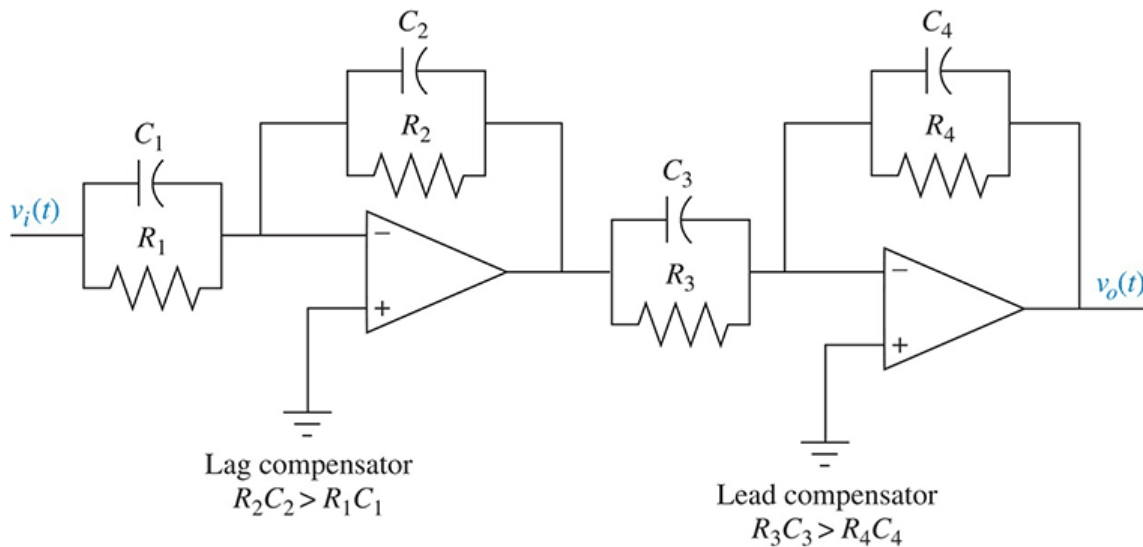 C₂
C₄
C₁
R₂
C₃
R₄
vᵢ(t)
R₁
−
R₃
−
vₒ(t)
+
+
Lag compensator
R₂C₂ > R₁C₁
Lead compensator
R₃C₃ > R₄C₄